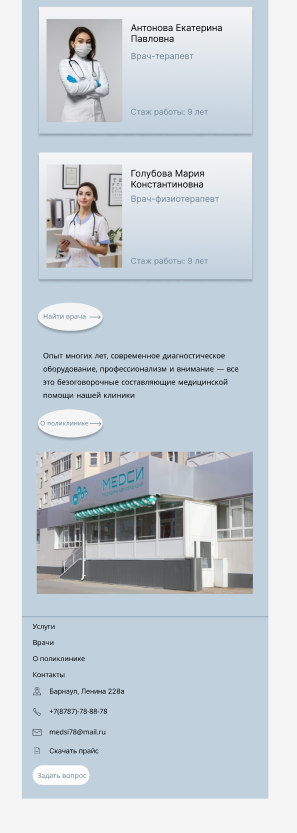 Антонова Екатерина
Павловна
Врач-терапевт
Стаж работы: 9 лет
Голубова Мария
Константиновна
Врач-физиотерапевт
Стаж работы: 9 лет
Найти врача
Опыт многих лет, современное диагностическое
оборудование, профессионализм и внимание — все
это безоговорочные составляющие медицинской
помощи нашей клиники
О поликлинике
МЕДСИ
Услуги
Врачи
О поликлинике
Контакты
Барнаул, Ленина 228а
+7(8787)-78-88-78
medsi78@mail.ru
Скачать прайс
Задать вопрос